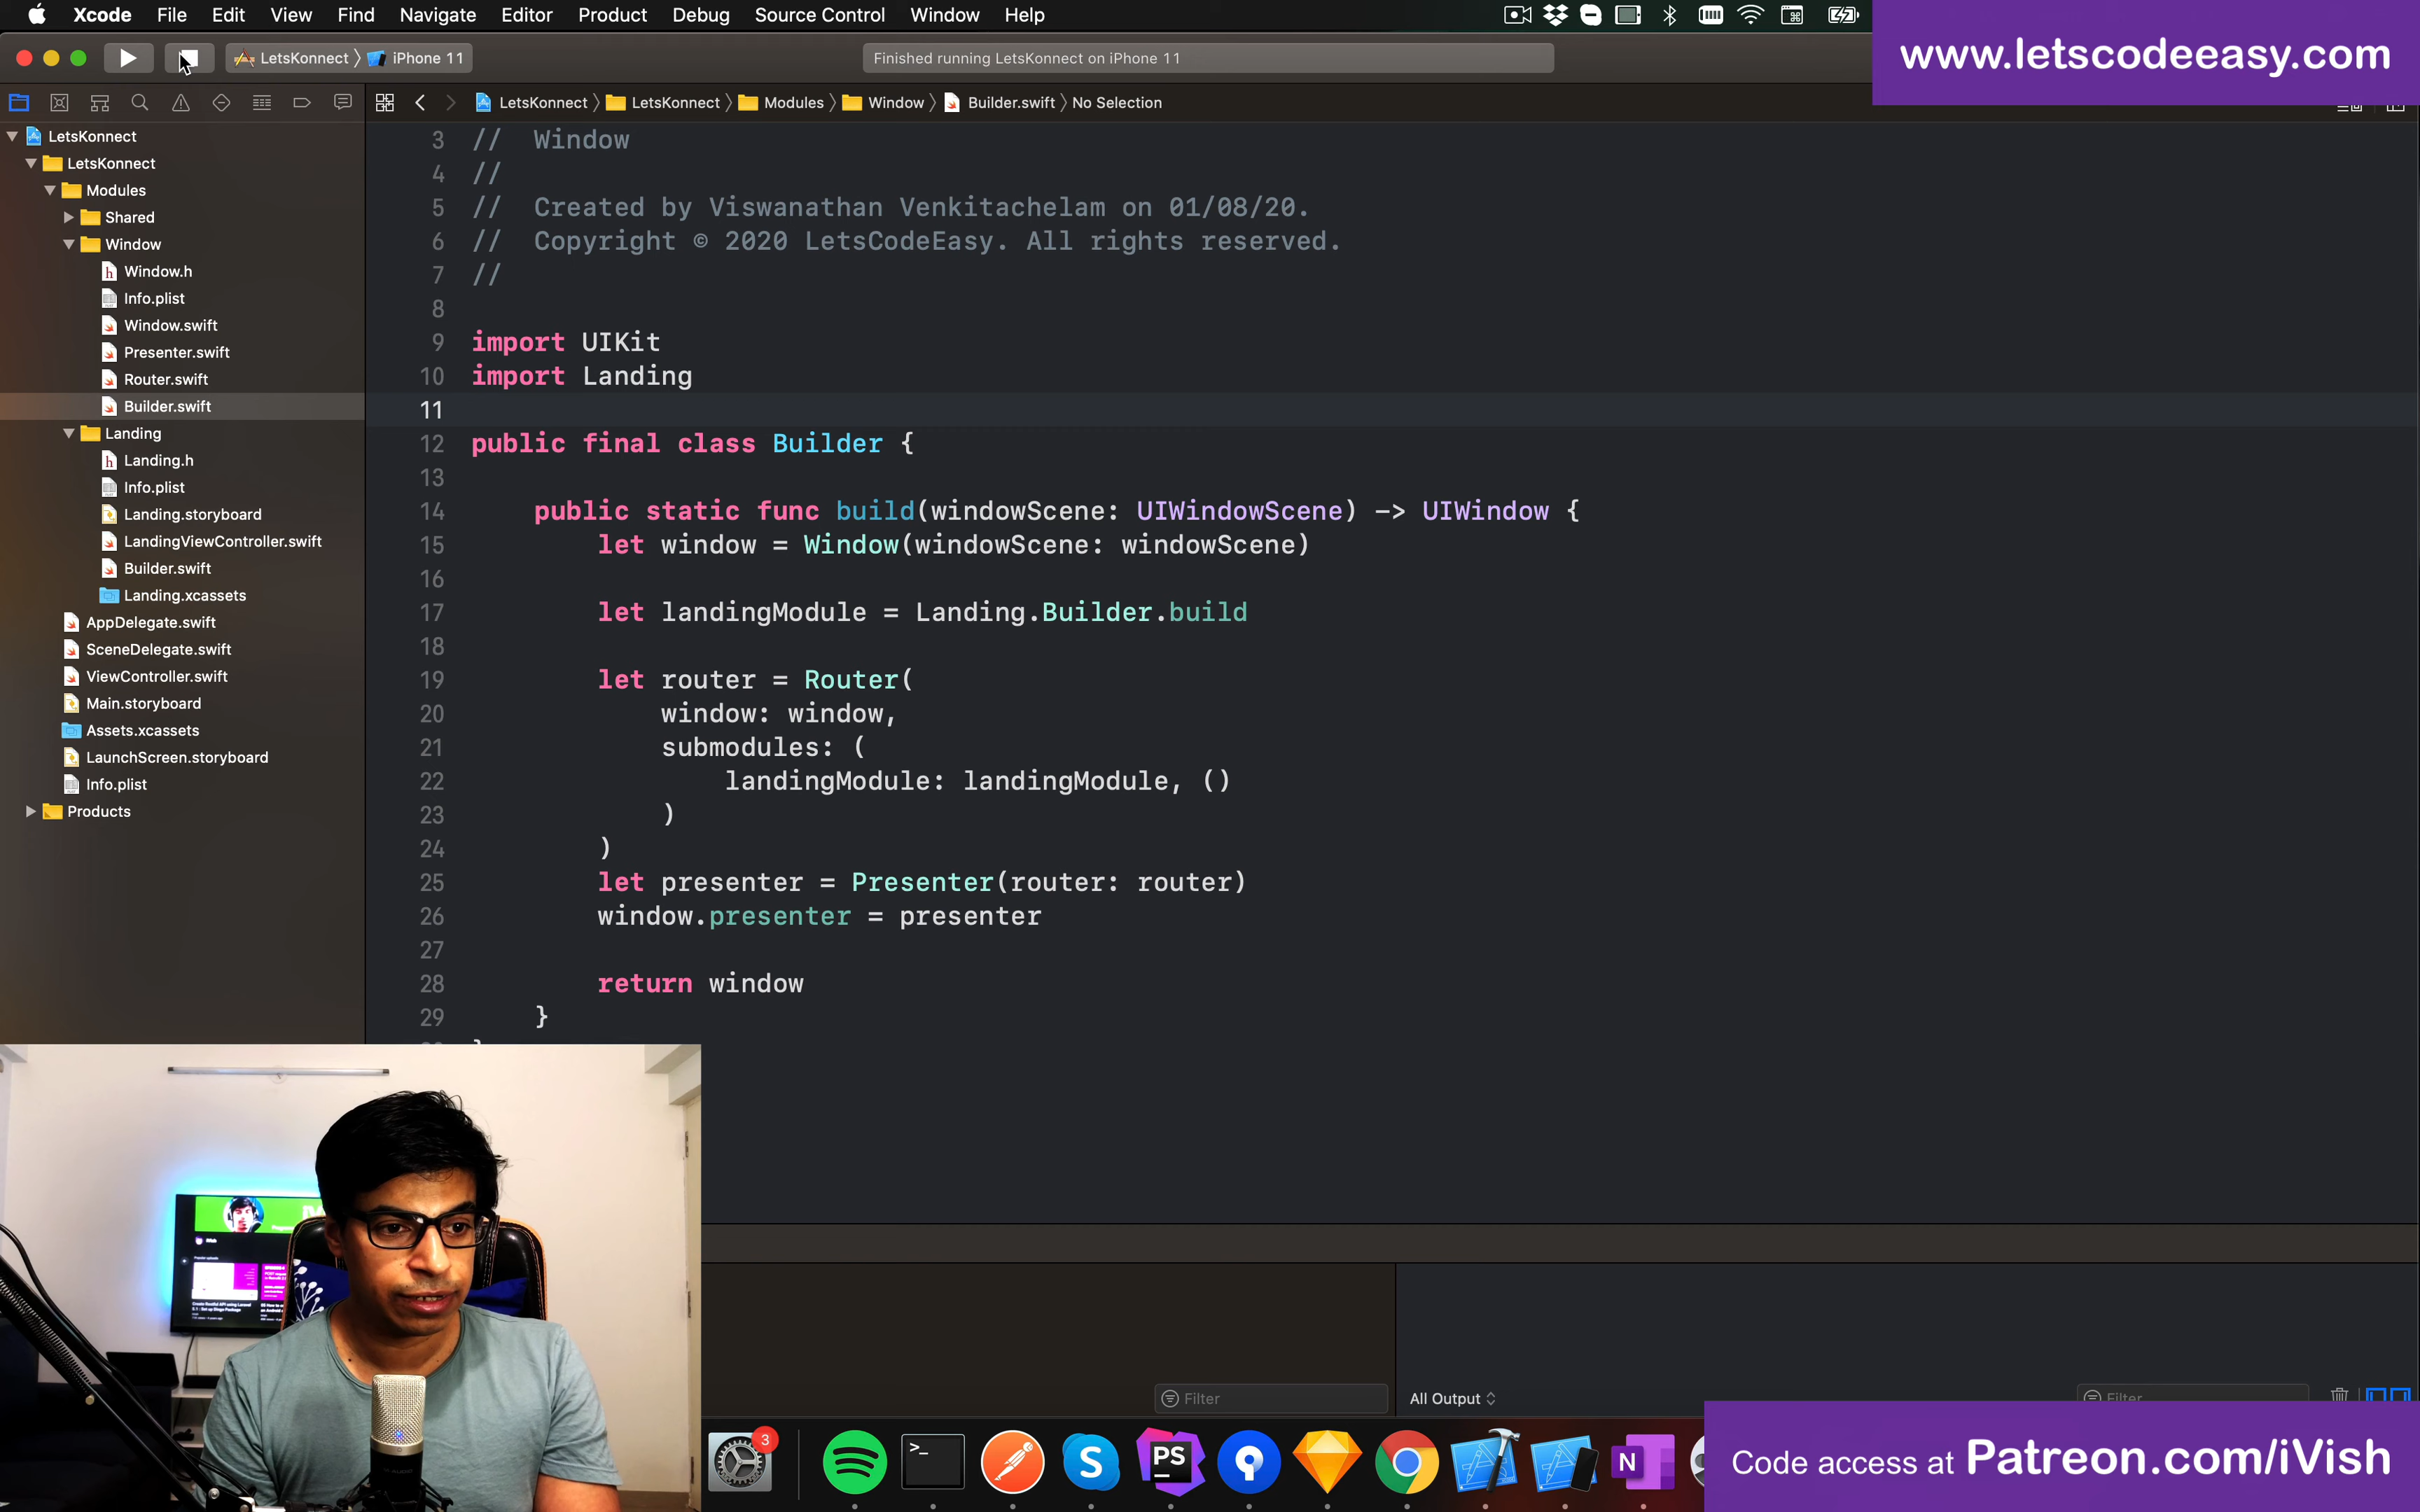 Xcode File Edit View Find Navigate Editor Product Debug Source Control Window Help
www.letscodeeasy.com
LetsKonnect 〉 iPhone 11
Finished running LetsKonnect on iPhone 11
LetsKonnect 〉 LetsKonnect 〉 Modules 〉 Window 〉 Builder.swift 〉 No Selection
LetsKonnect
LetsKonnect
Modules
Shared
Window
Window.h
Info.plist
Window.swift
Presenter.swift
Router.swift
Builder.swift
Landing
Landing.h
Info.plist
Landing.storyboard
LandingViewController.swift
Builder.swift
Landing.xcassets
AppDelegate.swift
SceneDelegate.swift
ViewController.swift
Main.storyboard
Assets.xcassets
LaunchScreen.storyboard
Info.plist
Products
3 // Window
4 //
5 // Created by Viswanathan Venkitachelam on 01/08/20.
6 // Copyright © 2020 LetsCodeEasy. All rights reserved.
7 //
8
9 import UIKit
10 import Landing
11
12 public final class Builder {
13
14 public static func build(windowScene: UIWindowScene) -> UIWindow {
15 let window = Window(windowScene: windowScene)
16
17 let landingModule = Landing.Builder.build
18
19 let router = Router(
20 window: window,
21 submodules: (
22 landingModule: landingModule, ()
23 )
24 )
25 let presenter = Presenter(router: router)
26 window.presenter = presenter
27
28 return window
29 }
Filter
All Output
Filter
3
PS
S
N
Code access at Patreon.com/iVish